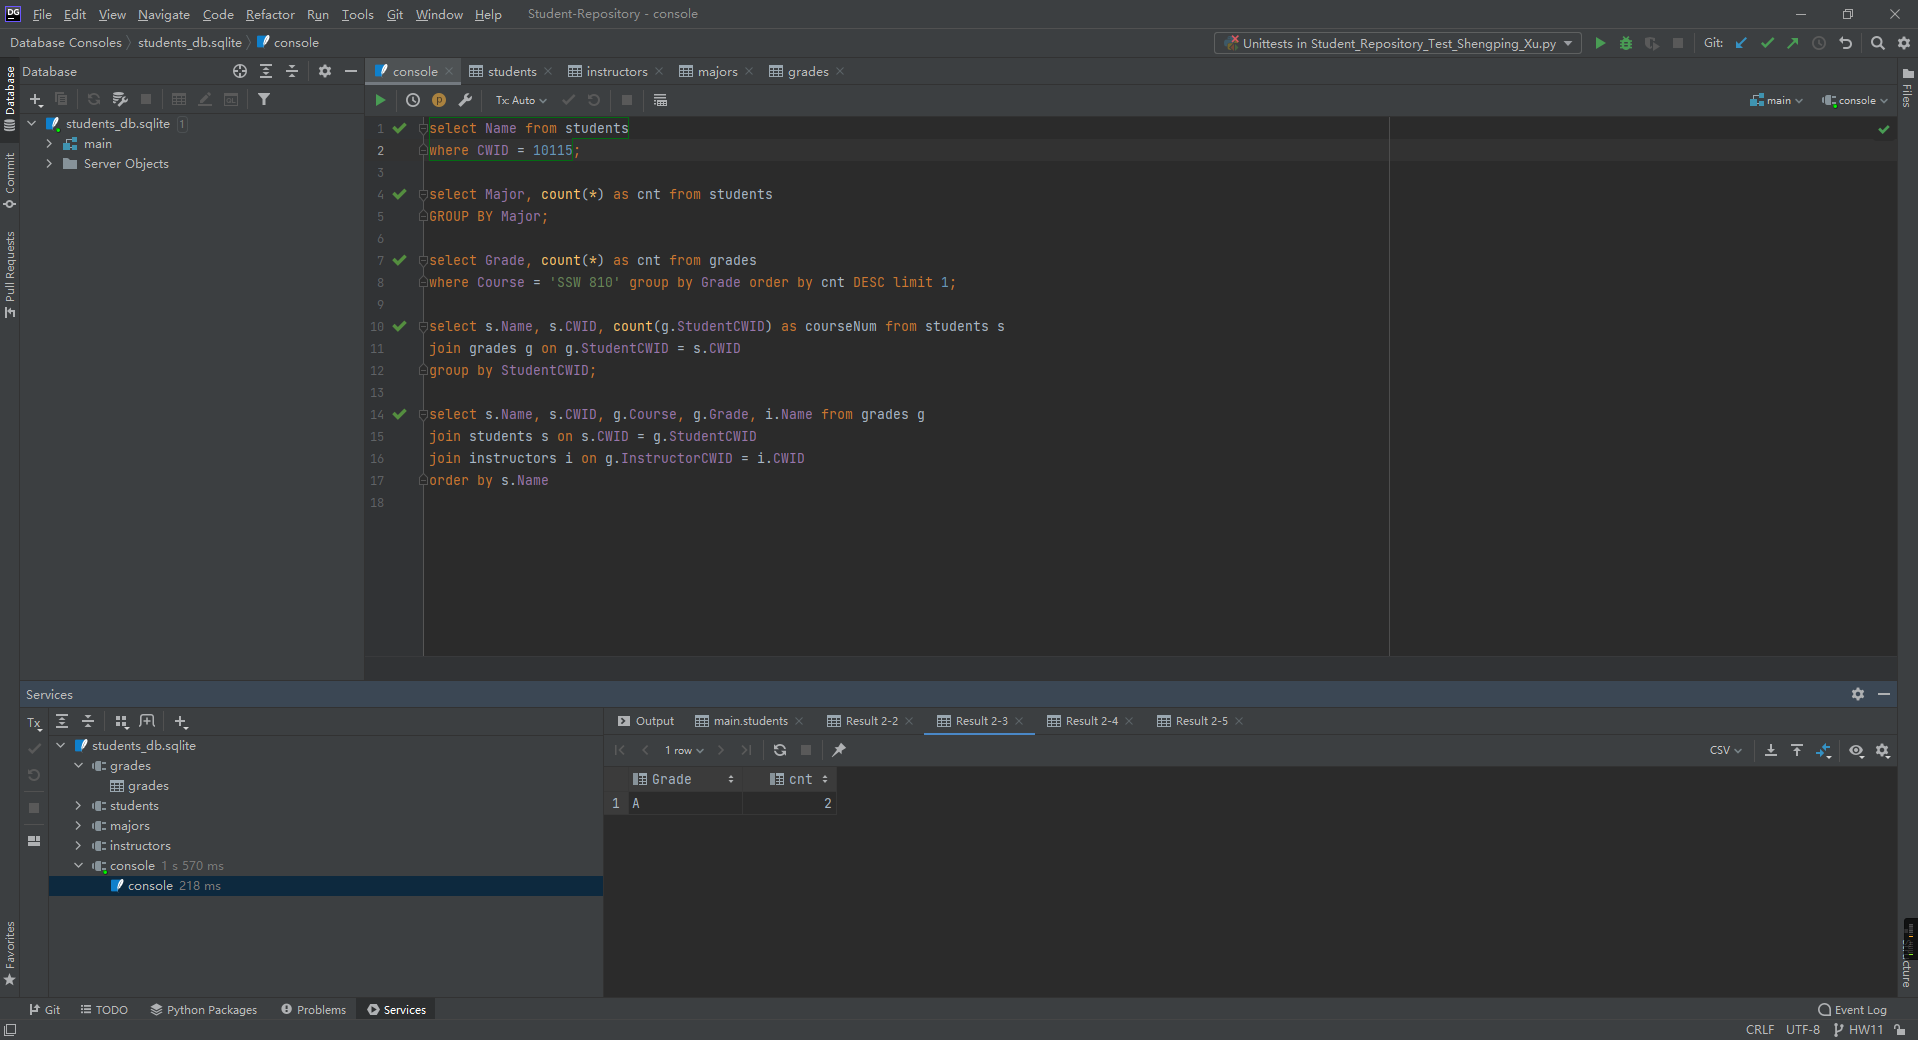 DG File Edit View Navigate Code Refactor Run Tools Git Window Help Student-Repository - console
Database Consoles students_db.sqlite console Unittests in Student_Repository_Test_Shengping_Xu.py Git:
Database
console students instructors majors grades
Tx: Auto main console
students_db.sqlite 1
main
Server Objects
1 select Name from students
2 where CWID = 10115;
3
4 select Major, count(*) as cnt from students
5 GROUP BY Major;
6
7 select Grade, count(*) as cnt from grades
8 where Course = 'SSW 810' group by Grade order by cnt DESC limit 1;
9
10 select s.Name, s.CWID, count(g.StudentCWID) as courseNum from students s
11 join grades g on g.StudentCWID = s.CWID
12 group by StudentCWID;
13
14 select s.Name, s.CWID, g.Course, g.Grade, i.Name from grades g
15 join students s on s.CWID = g.StudentCWID
16 join instructors i on g.InstructorCWID = i.CWID
17 order by s.Name
18
Database
Commit
Pull Requests
Favorites
Files
Services
Tx
students_db.sqlite
grades
grades
students
majors
instructors
console 1 s 570 ms
console 218 ms
Output main.students Result 2-2 Result 2-3 Result 2-4 Result 2-5
1 row CSV
Grade cnt
1 A 2
Git TODO Python Packages Problems Services Event Log
CRLF UTF-8 HW11